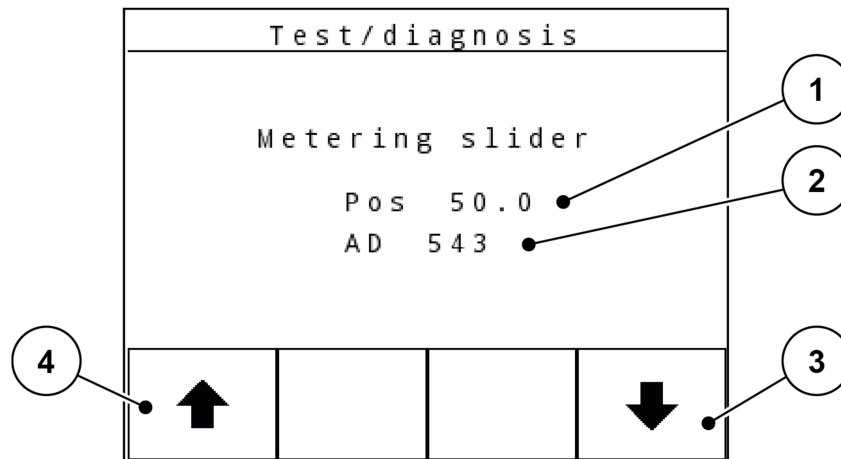 Test/diagnosis
1
Metering slider
2
Pos 50.0
AD 543
4
3